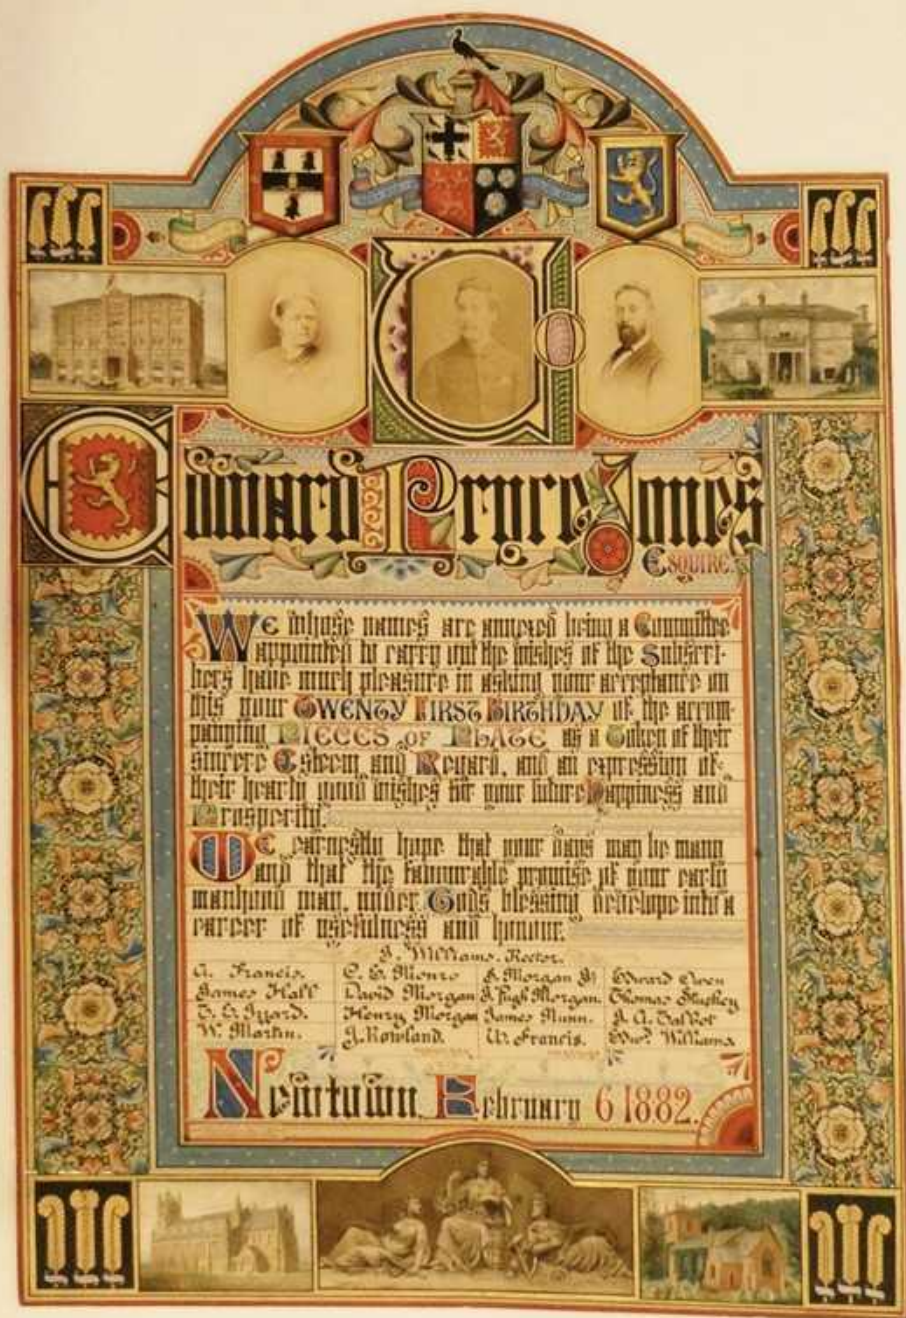 Edward Pryce Jones
Esquire.
We whose names are annexed being a Committee
appointed to carry out the wishes of the Subscri-
bers have much pleasure in asking your acceptance on
this your TWENTY FIRST BIRTHDAY of the accom-
panying PIECES OF PLATE as a Token of their
sincere Esteem and Regard, and an expression of
their hearty good wishes for your future Happiness and
Prosperity.
We earnestly hope that your days may be many
and that the favourable promise of your early
manhood may, under Gods blessing develope into a
career of usefulness and honour.
J. Williams. Rector.
A. Francis. C. E. Monro J. Morgan Jr Edward Owen
James Hall David Morgan J. Pugh Morgan. Thomas Stuckey
Izzard. Henry Morgan James Nunn. J. A. Talbot
W. Martin. J. Rowland. W. Francis. Edwd. Williams
Newtown, February 6 1882.